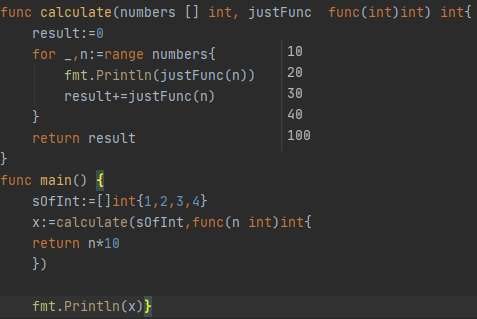 func calculate(numbers [] int, justFunc  func(int)int) int{
    result:=0
    for _,n:=range numbers{
        fmt.Println(justFunc(n))
        result+=justFunc(n)
    }
    return result
}
func main() {
    sOfInt:=[]int{1,2,3,4}
    x:=calculate(sOfInt,func(n int)int{
    return n*10
    })
    fmt.Println(x)}
10
20
30
40
100